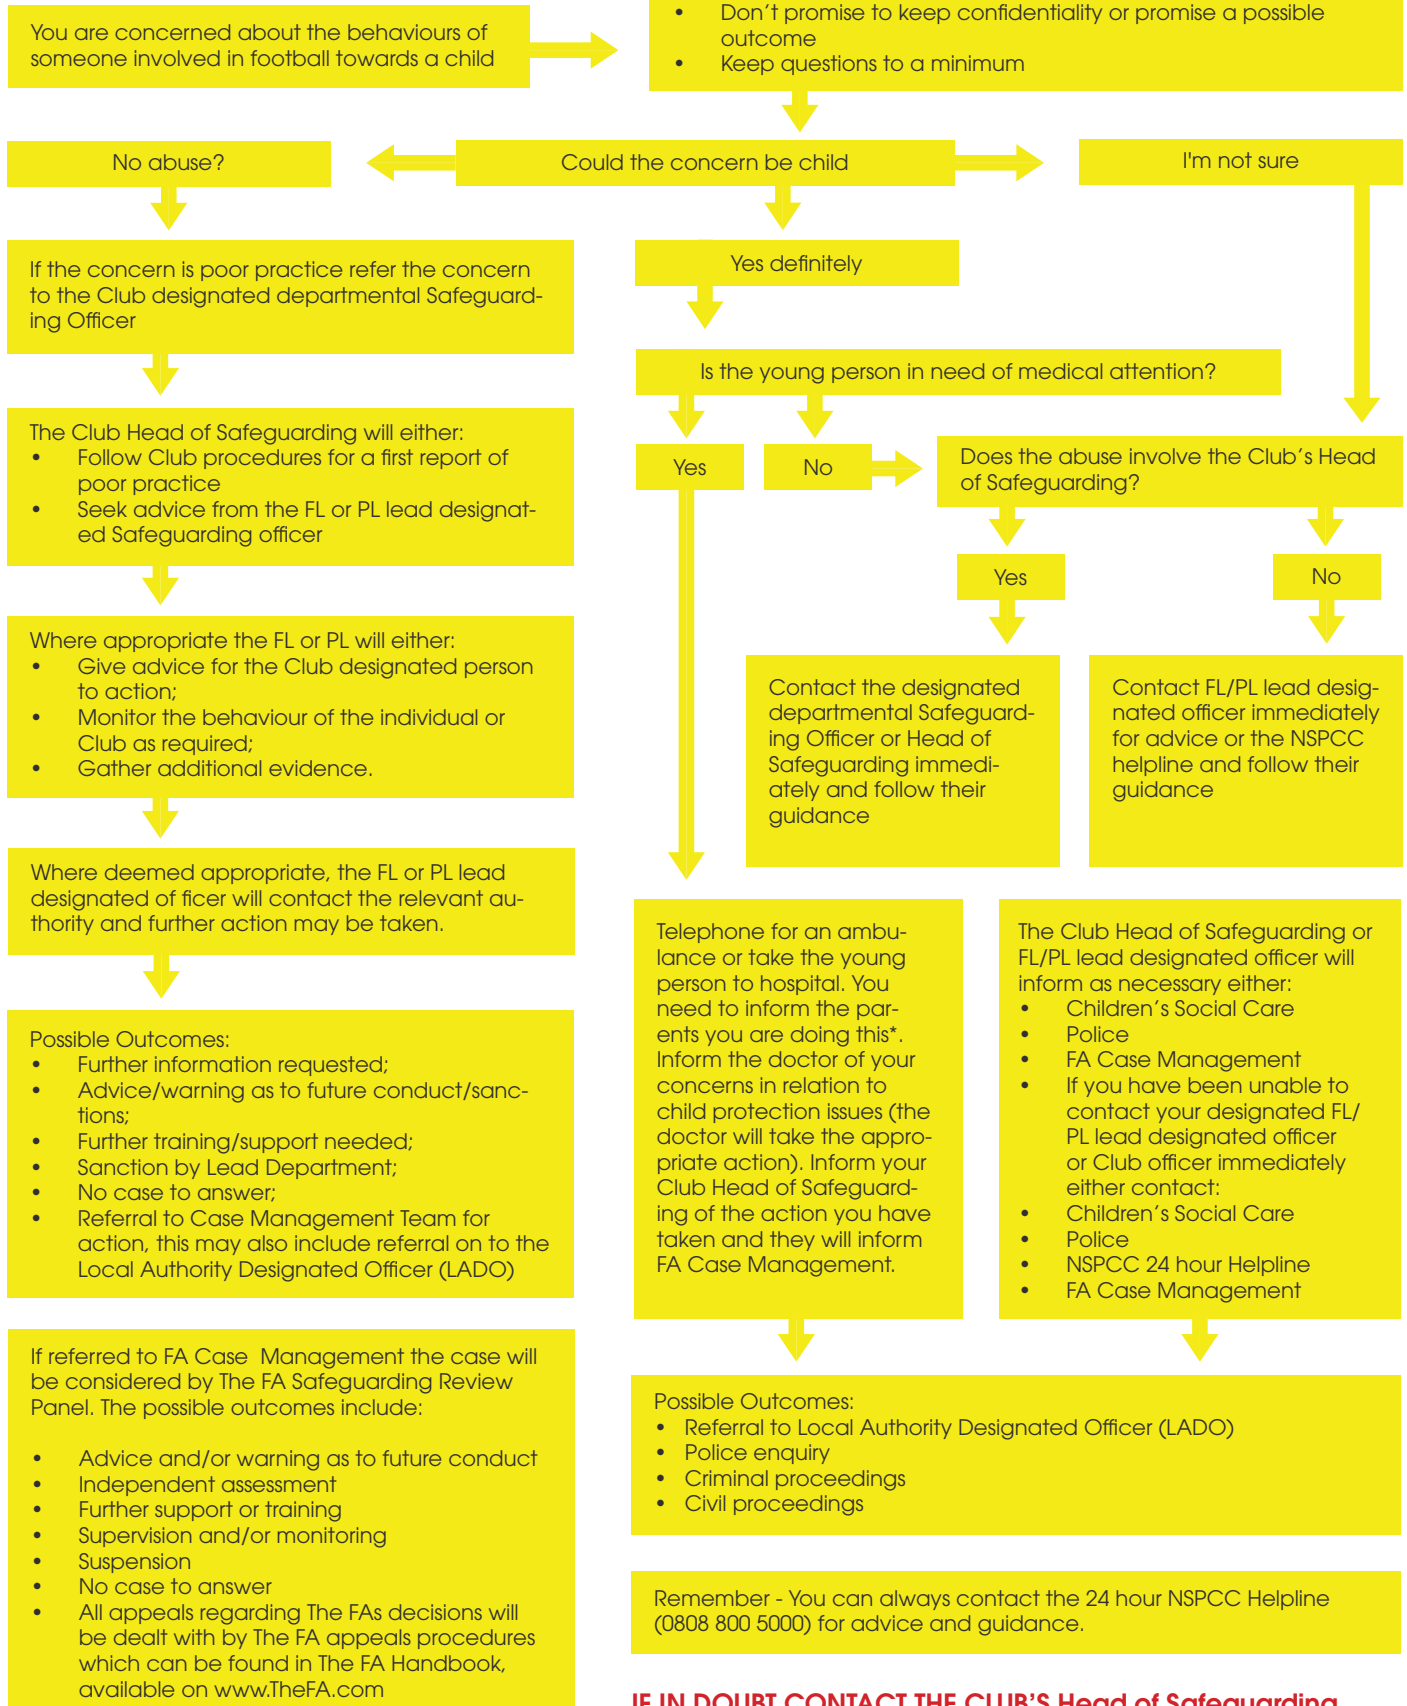 You are concerned about the behaviours of
someone involved in football towards a child
• Don’t promise to keep confidentiality or promise a possible
outcome
• Keep questions to a minimum
No abuse?
Could the concern be child
I'm not sure
If the concern is poor practice refer the concern
to the Club designated departmental Safeguard-
ing Officer
The Club Head of Safeguarding will either:
• Follow Club procedures for a first report of
poor practice
• Seek advice from the FL or PL lead designat-
ed Safeguarding officer
Where appropriate the FL or PL will either:
• Give advice for the Club designated person
to action;
• Monitor the behaviour of the individual or
Club as required;
• Gather additional evidence.
Where deemed appropriate, the FL or PL lead
designated of ficer will contact the relevant au-
thority and further action may be taken.
Possible Outcomes:
• Further information requested;
• Advice/warning as to future conduct/sanc-
tions;
• Further training/support needed;
• Sanction by Lead Department;
• No case to answer;
• Referral to Case Management Team for
action, this may also include referral on to the
Local Authority Designated Officer (LADO)
If referred to FA Case  Management the case will
be considered by The FA Safeguarding Review
Panel. The possible outcomes include:
• Advice and/or warning as to future conduct
• Independent assessment
• Further support or training
• Supervision and/or monitoring
• Suspension
• No case to answer
• All appeals regarding The FAs decisions will
be dealt with by The FA appeals procedures
which can be found in The FA Handbook,
available on www.TheFA.com
Yes definitely
Is the young person in need of medical attention?
Yes
No
Does the abuse involve the Club’s Head
of Safeguarding?
Yes
No
Contact the designated
departmental Safeguard-
ing Officer or Head of
Safeguarding immedi-
ately and follow their
guidance
Contact FL/PL lead desig-
nated officer immediately
for advice or the NSPCC
helpline and follow their
guidance
Telephone for an ambu-
lance or take the young
person to hospital. You
need to inform the par-
ents you are doing this*.
Inform the doctor of your
concerns in relation to
child protection issues (the
doctor will take the appro-
priate action). Inform your
Club Head of Safeguard-
ing of the action you have
taken and they will inform
FA Case Management.
The Club Head of Safeguarding or
FL/PL lead designated officer will
inform as necessary either:
• Children’s Social Care
• Police
• FA Case Management
• If you have been unable to
contact your designated FL/
PL lead designated officer
or Club officer immediately
either contact:
• Children’s Social Care
• Police
• NSPCC 24 hour Helpline
• FA Case Management
Possible Outcomes:
• Referral to Local Authority Designated Officer (LADO)
• Police enquiry
• Criminal proceedings
• Civil proceedings
Remember - You can always contact the 24 hour NSPCC Helpline
(0808 800 5000) for advice and guidance.
IF IN DOUBT CONTACT THE CLUB’S Head of Safeguarding